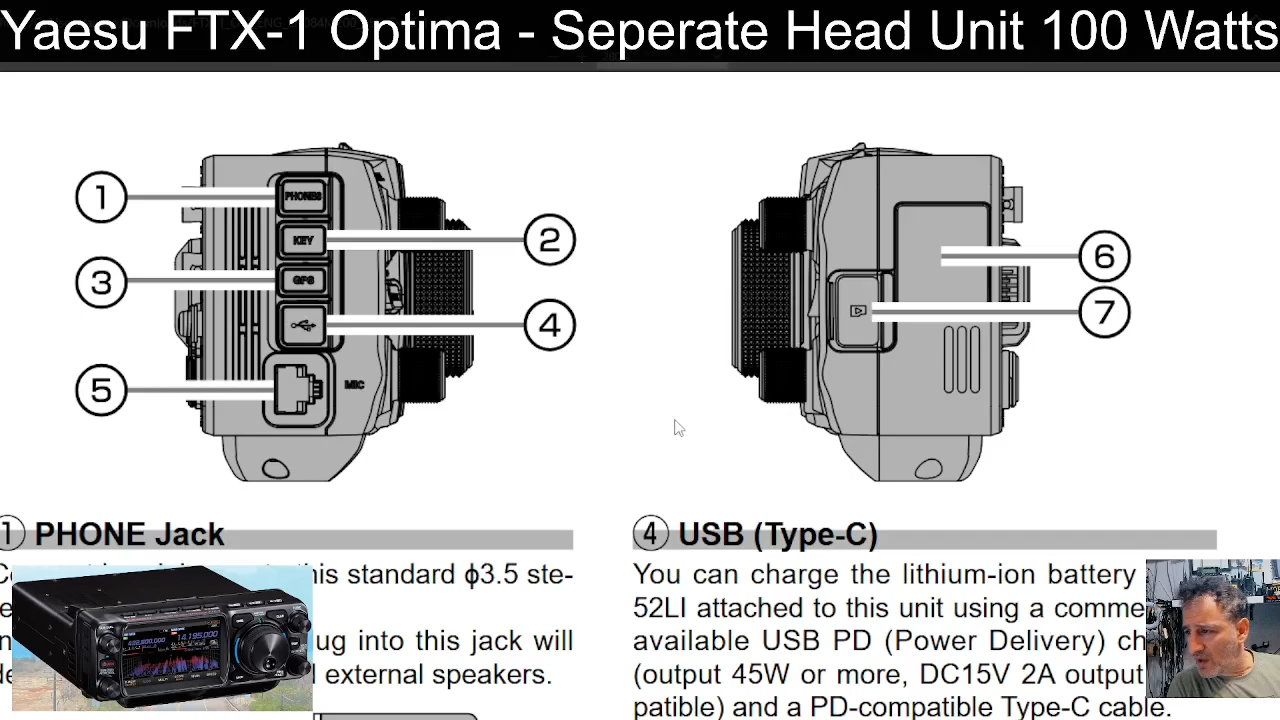 Yaesu FTX-1 Optima - Seperate Head Unit 100 Watts
1
PHONES
2
KEY
3
GPS
4
5
MIC
6
7
1 PHONE Jack
this standard ϕ3.5 ste-
ug into this jack will
external speakers.
4 USB (Type-C)
You can charge the lithium-ion battery
52LI attached to this unit using a comme
available USB PD (Power Delivery) ch
(output 45W or more, DC15V 2A output
patible) and a PD-compatible Type-C cable.
14.195.000